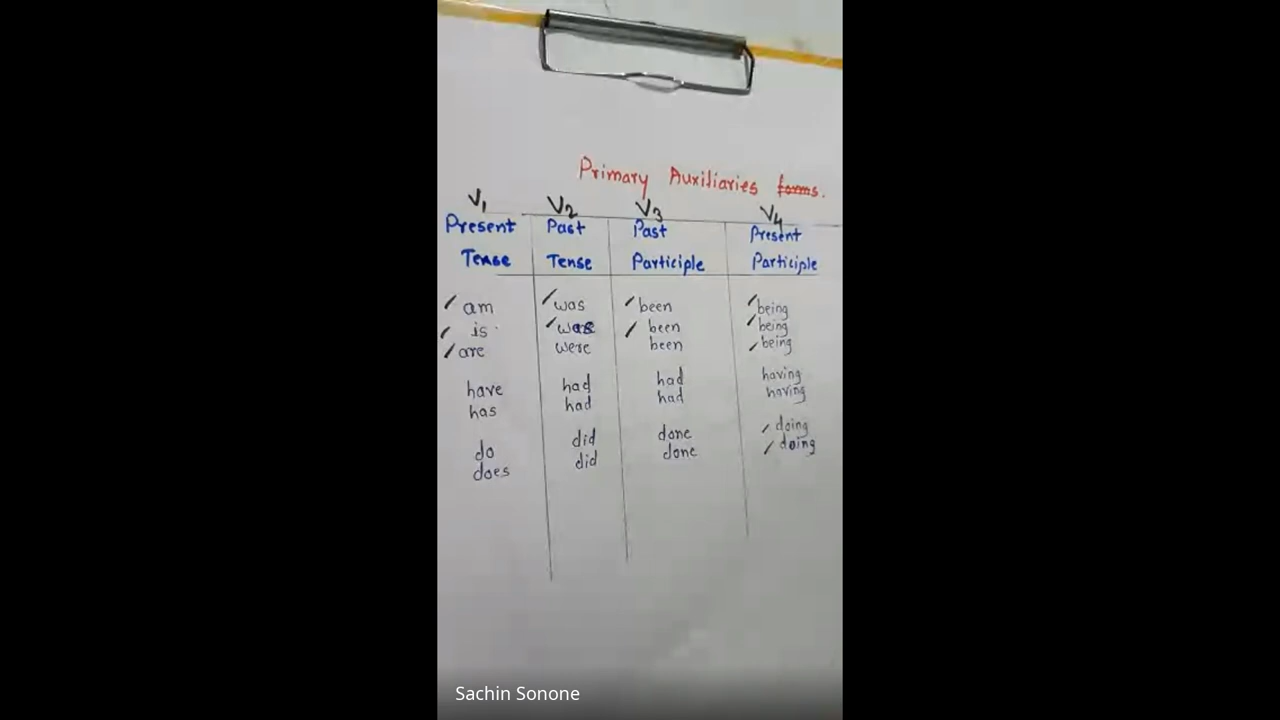 Primary Auxiliaries forms.
V1 V2 V3 V4
Present Past Past Present
Tense Tense Participle Participle
am was been being
is was been being
are were been being
have had had having
has had had having
do did done doing
does did done doing
Sachin Sonone